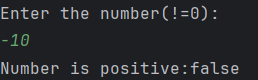 Enter the number(!=0):
-10
Number is positive:false